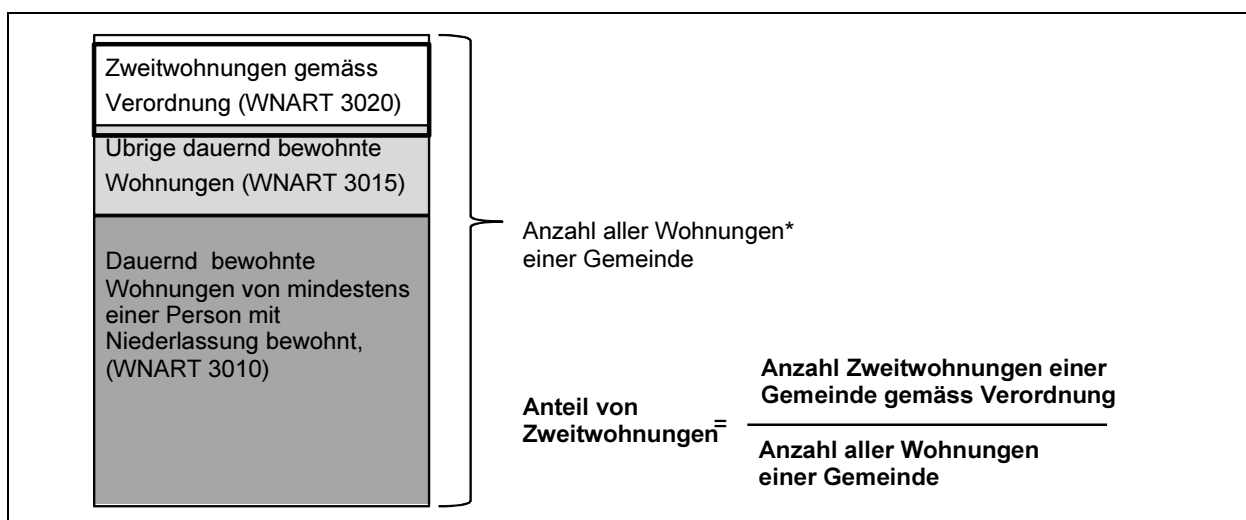 Zweitwohnungen gemäss
Verordnung (WNART 3020)
Übrige dauernd bewohnte
Wohnungen (WNART 3015)
Dauernd bewohnte
Wohnungen von mindestens
einer Person mit
Niederlassung bewohnt,
(WNART 3010)
Anzahl aller Wohnungen*
einer Gemeinde
Anteil von
Zweitwohnungen
=
Anzahl Zweitwohnungen einer
Gemeinde gemäss Verordnung
Anzahl aller Wohnungen
einer Gemeinde